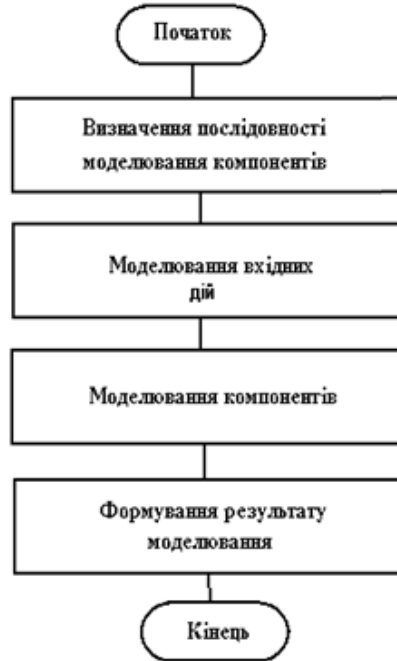 Початок
Визначення послідовності
моделювання компонентів
Моделювання вхідних
дій
Моделювання компонентів
Формування результату
моделювання
Кінець